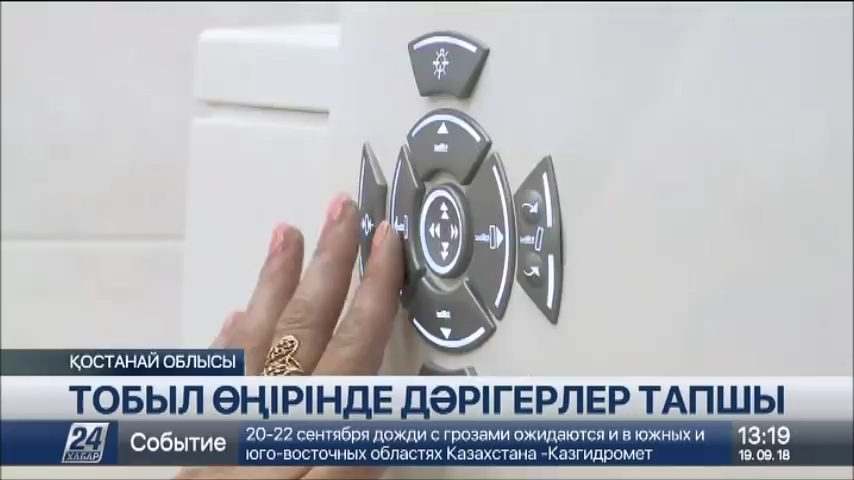 ҚОСТАНАЙ ОБЛЫСЫ
ТОБЫЛ ӨҢІРІНДЕ ДӘРІГЕРЛЕР ТАПШЫ
24
ХАБАР
Событие
20-22 сентября дожди с грозами ожидаются и в южных и
юго-восточных областях Казахстана -Казгидромет
13:19
19.09.18